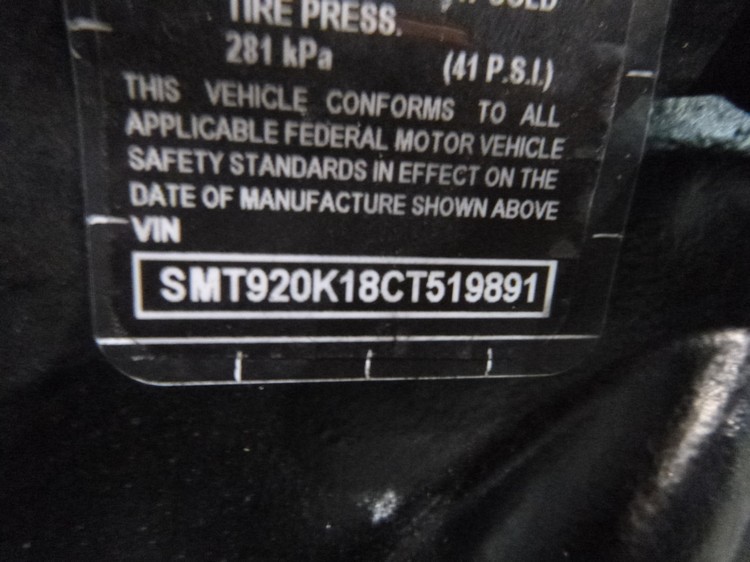 COLD
TIRE PRESS.
281 kPa (41 P.S.I.)
THIS VEHICLE CONFORMS TO ALL
APPLICABLE FEDERAL MOTOR VEHICLE
SAFETY STANDARDS IN EFFECT ON THE
DATE OF MANUFACTURE SHOWN ABOVE
VIN
SMT920K18CT519891